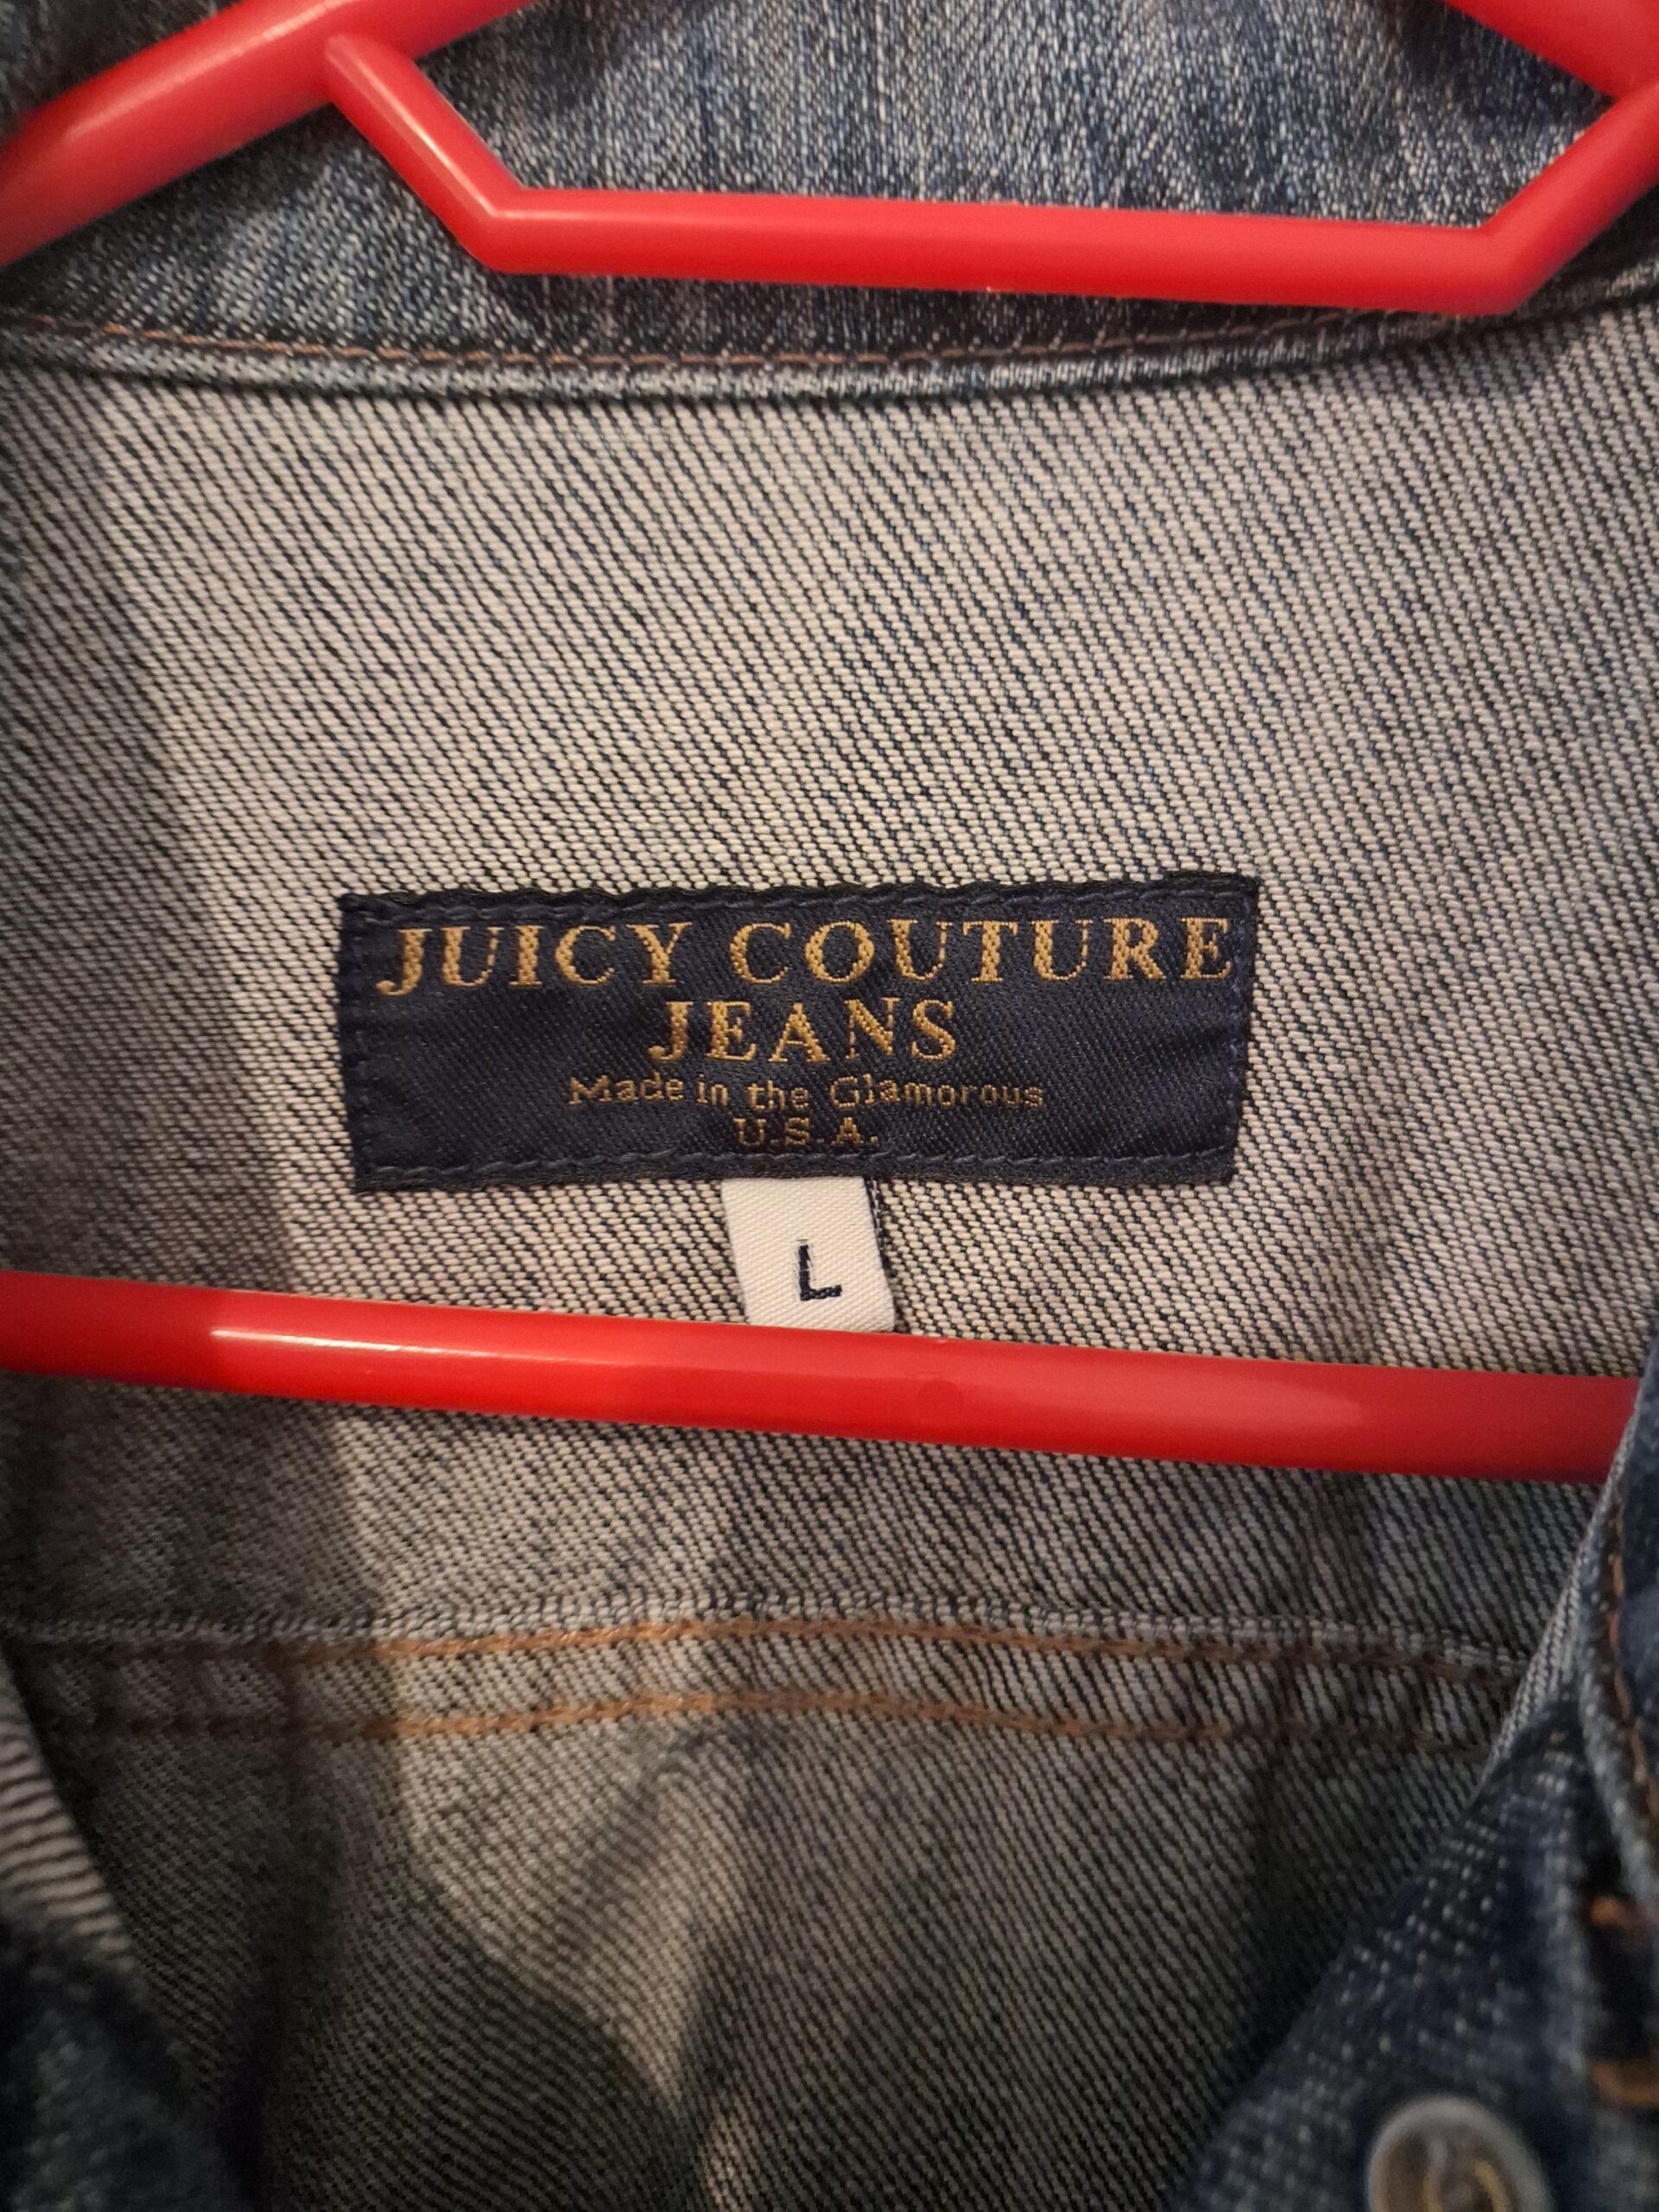 JUICY COUTURE
JEANS
Made in the Glamorous
U.S.A.
L